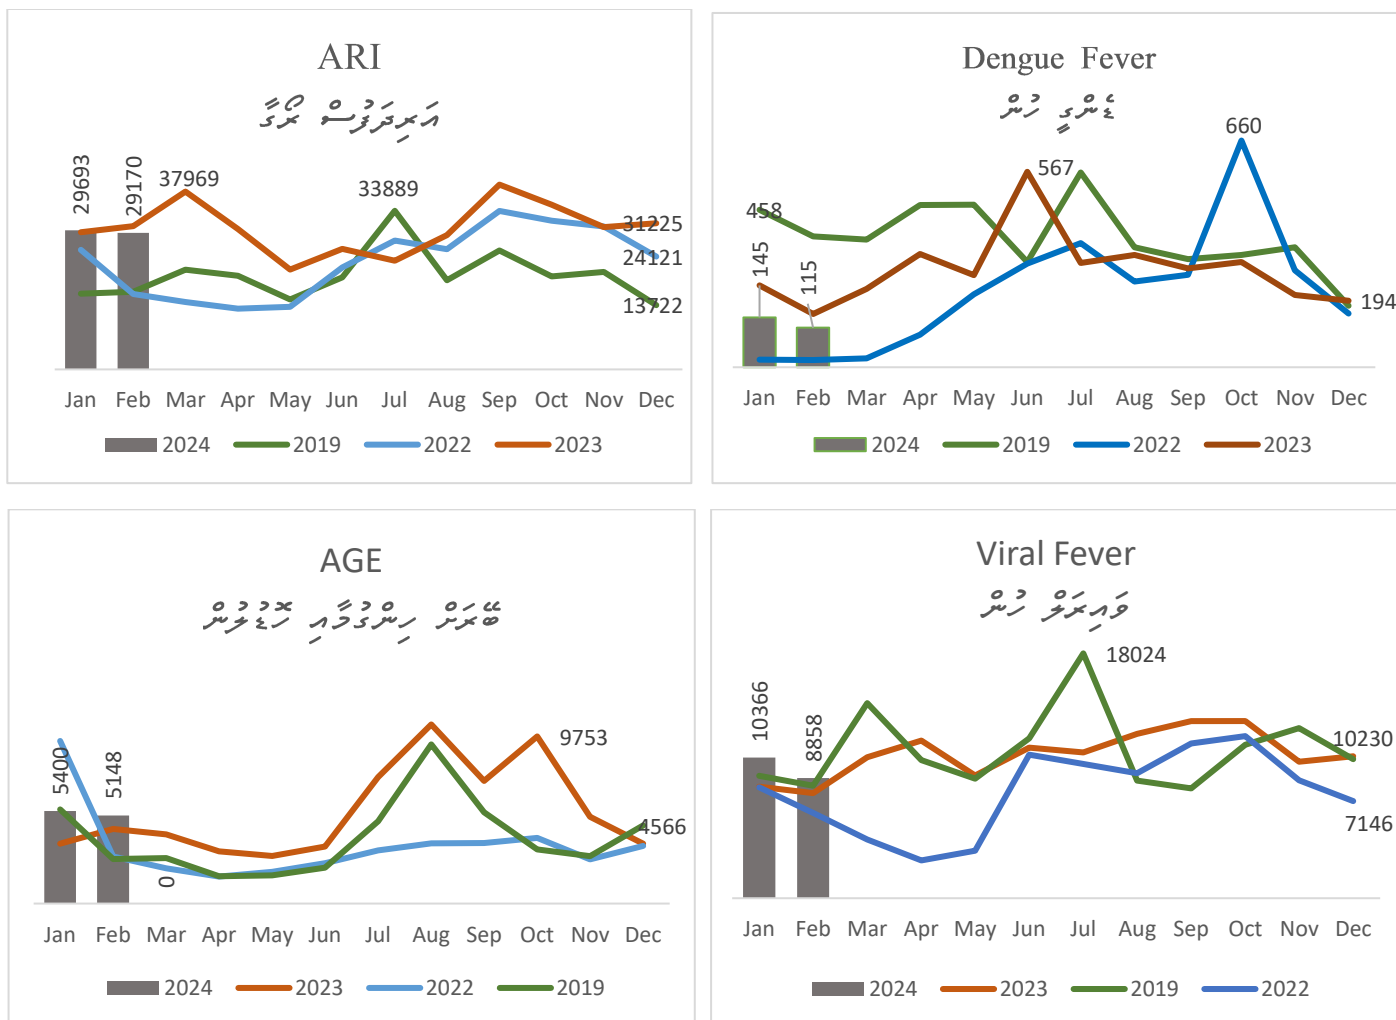 ARI
އަރިދަފުސް ރޯގާ
29693
29170
37969
33889
31225
24121
13722
Jan Feb Mar Apr May Jun Jul Aug Sep Oct Nov Dec
2024 2019 2022 2023
Dengue Fever
ޑެންގީ ހުން
458
145
115
567
660
194
Jan Feb Mar Apr May Jun Jul Aug Sep Oct Nov Dec
2024 2019 2022 2023
AGE
ބޭރަށް ހިންގުމާއި ހޮޑުލުން
5400
5148
0
9753
4566
Jan Feb Mar Apr May Jun Jul Aug Sep Oct Nov Dec
2024 2023 2022 2019
Viral Fever
ވައިރަލް ހުން
10366
8858
18024
10230
7146
Jan Feb Mar Apr May Jun Jul Aug Sep Oct Nov Dec
2024 2023 2019 2022